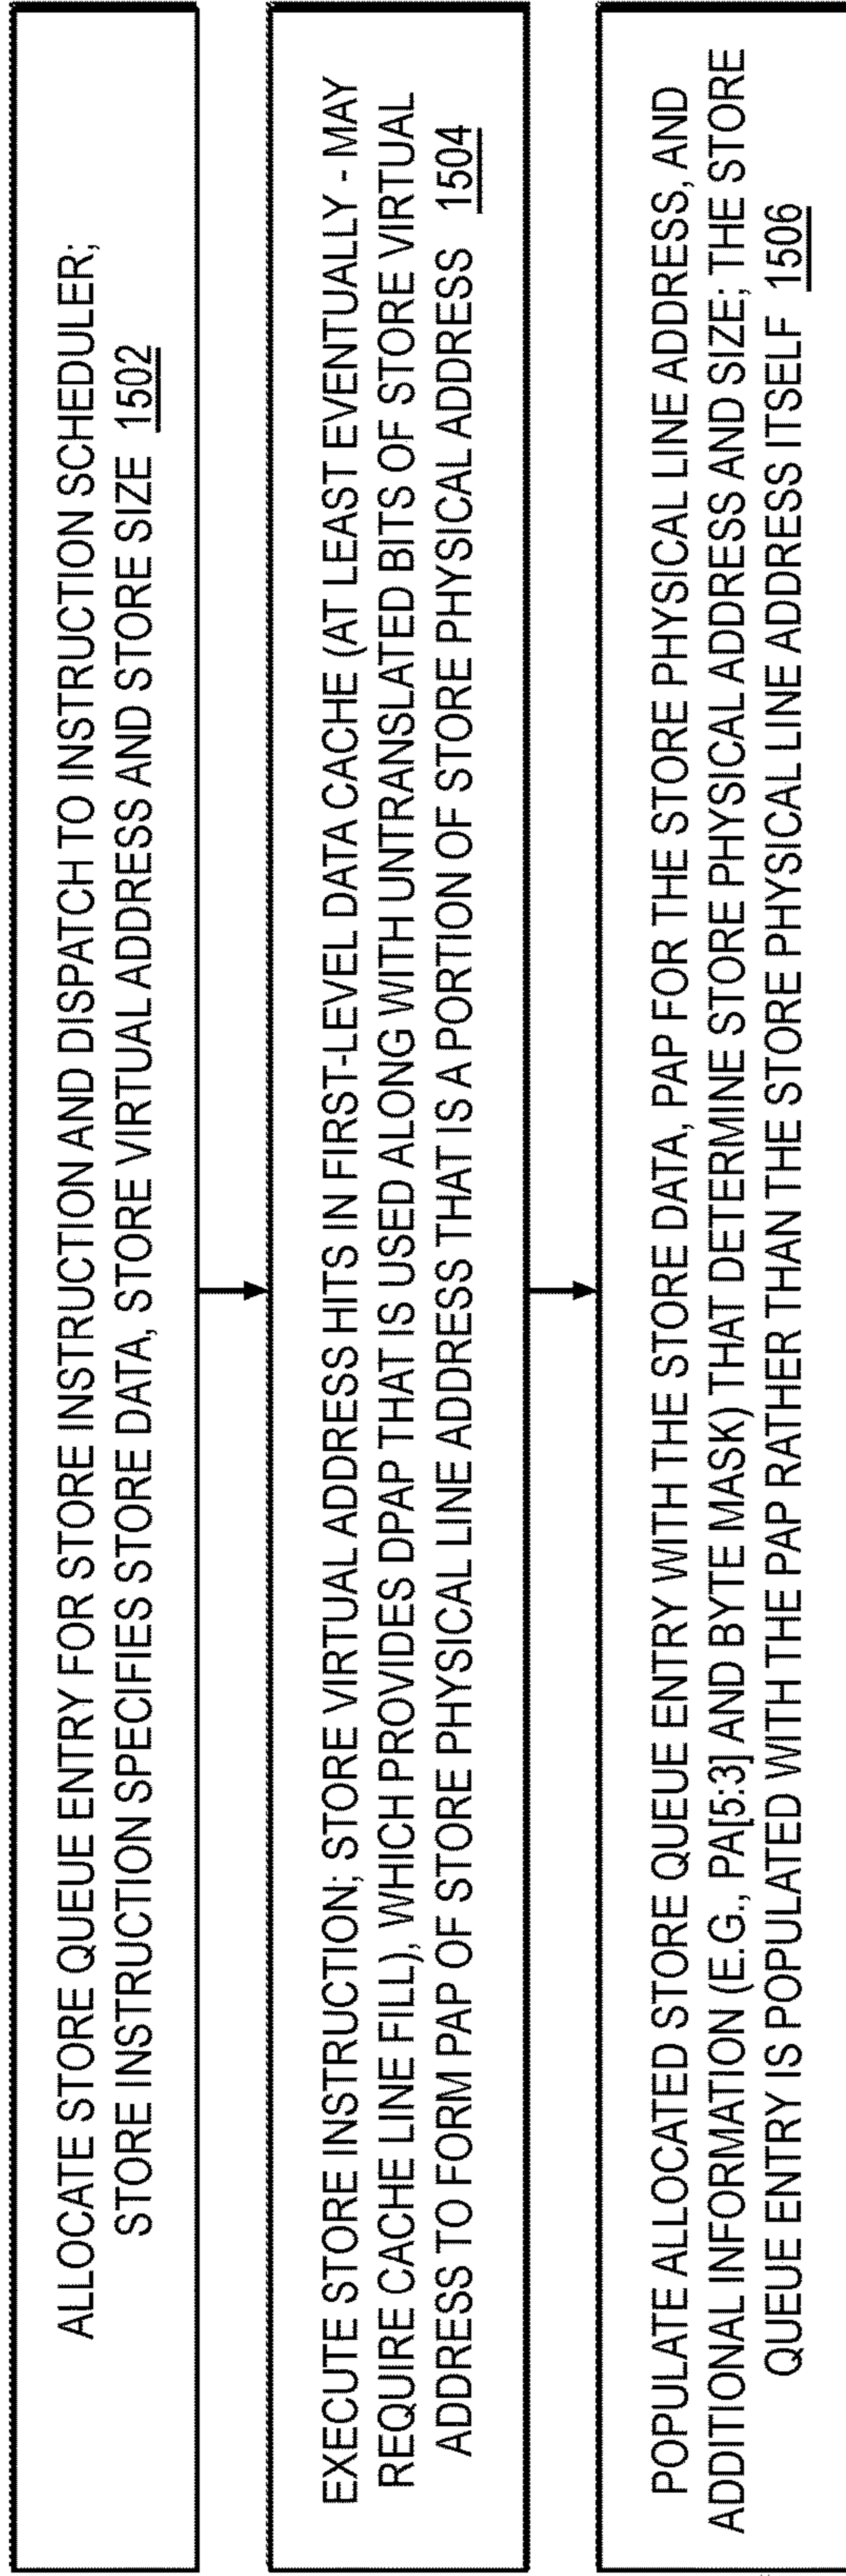 ALLOCATE STORE QUEUE ENTRY FOR STORE INSTRUCTION AND DISPATCH TO INSTRUCTION SCHEDULER;
STORE INSTRUCTION SPECIFIES STORE DATA, STORE VIRTUAL ADDRESS AND STORE SIZE 1502
EXECUTE STORE INSTRUCTION; STORE VIRTUAL ADDRESS HITS IN FIRST-LEVEL DATA CACHE (AT LEAST EVENTUALLY - MAY
REQUIRE CACHE LINE FILL), WHICH PROVIDES DPAP THAT IS USED ALONG WITH UNTRANSLATED BITS OF STORE VIRTUAL
ADDRESS TO FORM PAP OF STORE PHYSICAL LINE ADDRESS THAT IS A PORTION OF STORE PHYSICAL ADDRESS 1504
POPULATE ALLOCATED STORE QUEUE ENTRY WITH THE STORE DATA, PAP FOR THE STORE PHYSICAL LINE ADDRESS, AND
ADDITIONAL INFORMATION (E.G., PA[5:3] AND BYTE MASK) THAT DETERMINE STORE PHYSICAL ADDRESS AND SIZE; THE STORE
QUEUE ENTRY IS POPULATED WITH THE PAP RATHER THAN THE STORE PHYSICAL LINE ADDRESS ITSELF 1506